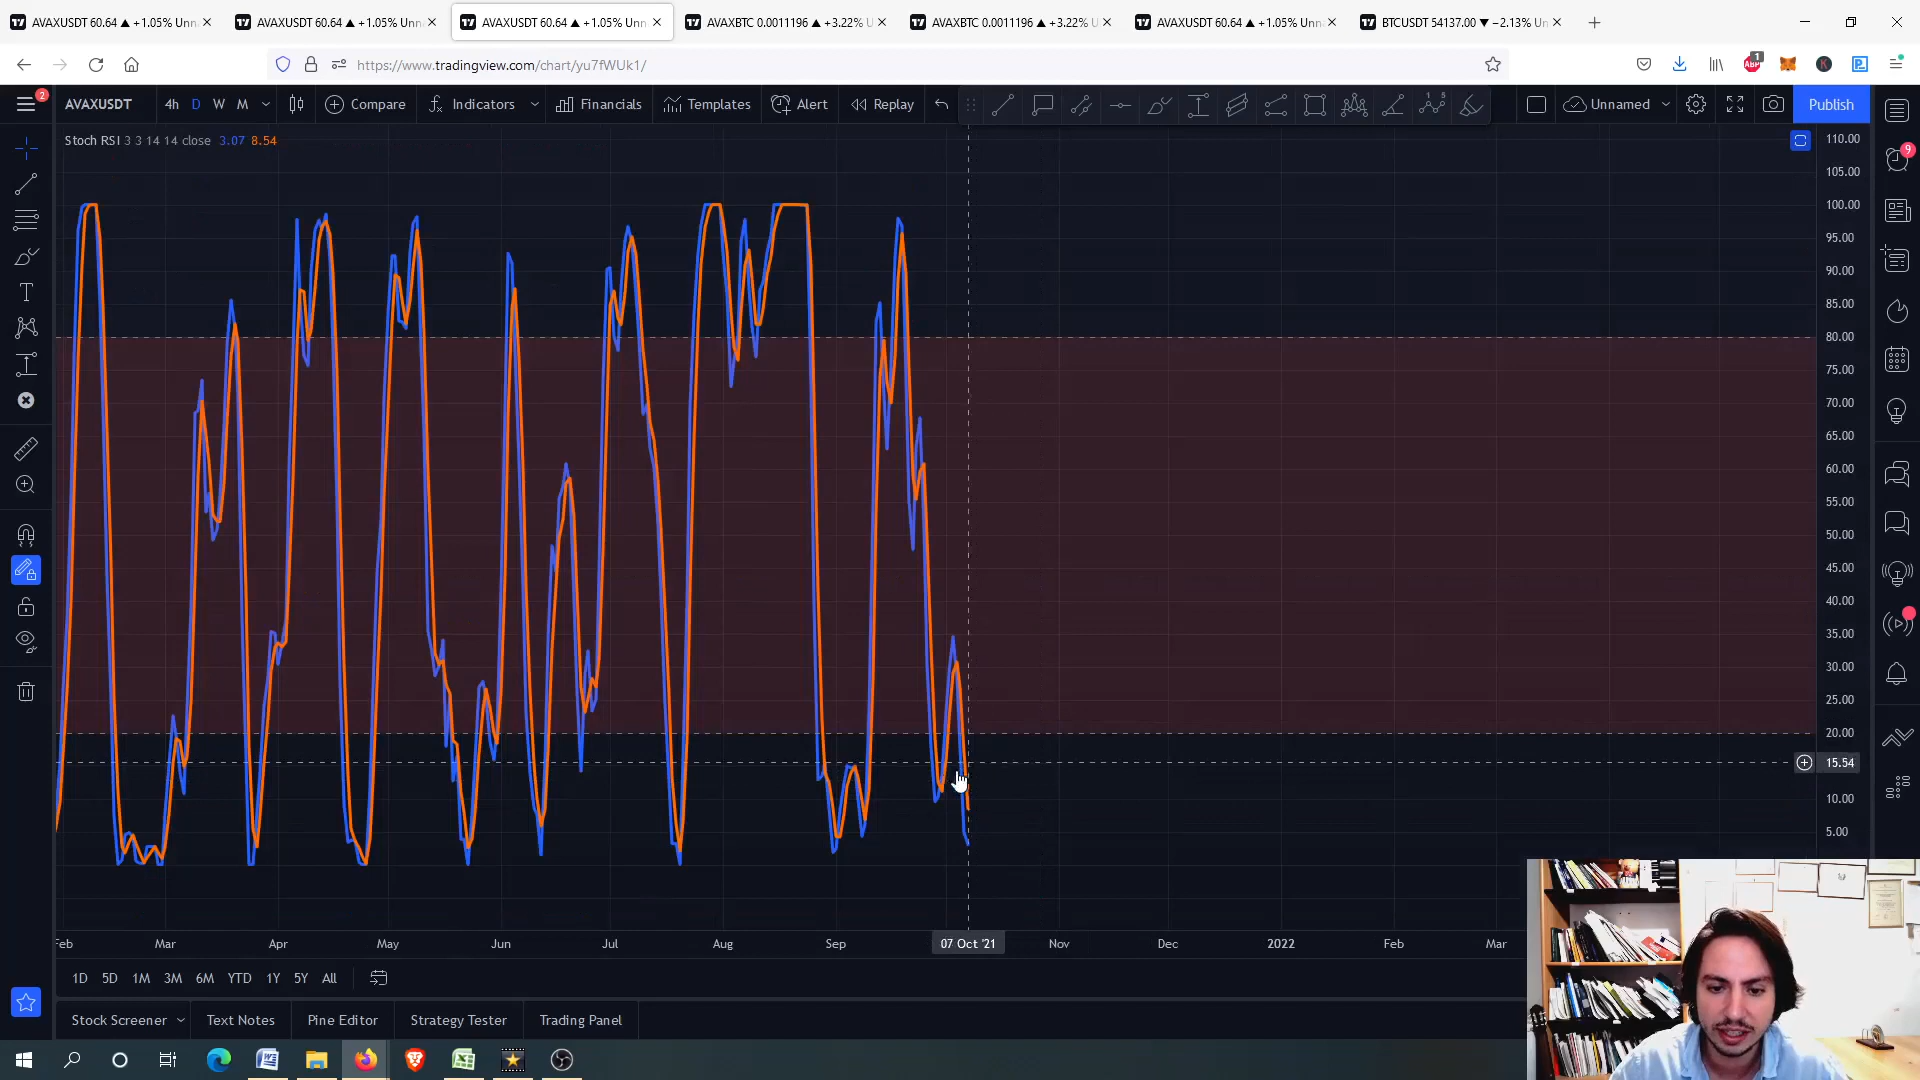 AVAXUSDT 60.64 ▲ +1.05% Unna
AVAXUSDT 60.64 ▲ +1.05% Unna
AVAXUSDT 60.64 ▲ +1.05% Unna
AVAXBTC 0.0011196 ▲ +3.22% U
AVAXBTC 0.0011196 ▲ +3.22% U
AVAXUSDT 60.64 ▲ +1.05% Unna
BTCUSDT 54137.00 ▼ −2.13% Un
https://www.tradingview.com/chart/yu7fWUk1/
1
2
AVAXUSDT 4h D W M Compare Indicators Financials Templates Alert Replay Unnamed Publish
9
Stoch RSI 3 3 14 14 close 3.07 8.54
110.00
105.00
100.00
95.00
90.00
85.00
80.00
75.00
70.00
65.00
60.00
55.00
50.00
45.00
40.00
35.00
30.00
25.00
20.00
15.54
10.00
5.00
Feb Mar Apr May Jun Jul Aug Sep 07 Oct '21 Nov Dec 2022 Feb Mar
1D 5D 1M 3M 6M YTD 1Y 5Y All
Stock Screener Text Notes Pine Editor Strategy Tester Trading Panel